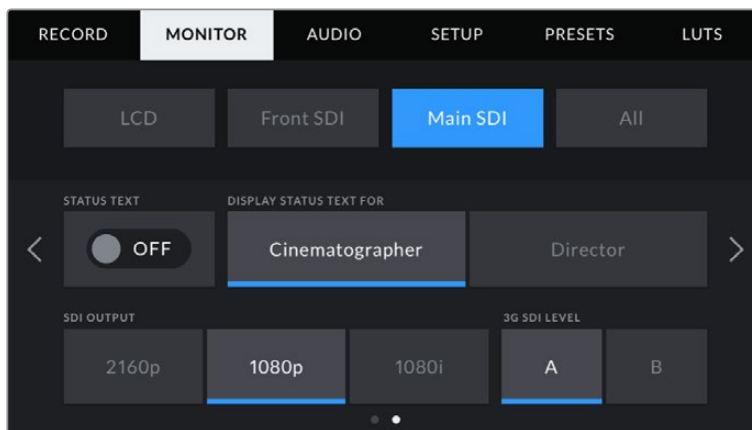 RECORD MONITOR AUDIO SETUP PRESETS LUTS
LCD Front SDI Main SDI All
STATUS TEXT DISPLAY STATUS TEXT FOR
OFF Cinematographer Director
SDI OUTPUT 3G SDI LEVEL
2160p 1080p 1080i A B